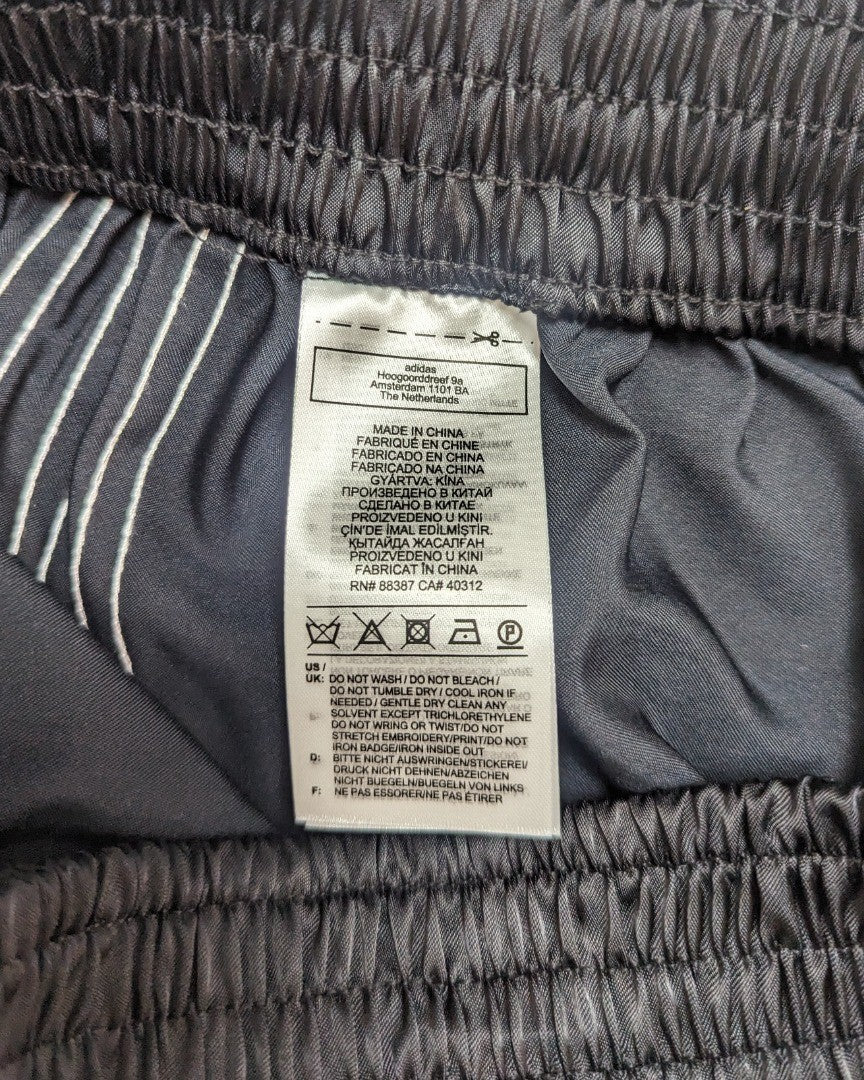 adidas
Hoogoorddreef 9a
Amsterdam 1101 BA
The Netherlands
MADE IN CHINA
FABRIQUÉ EN CHINE
FABRICADO EN CHINA
FABRICADO NA CHINA
GYÁRTVA: KÍNA
ПРОИЗВЕДЕНО В КИТАЙ
СДЕЛАНО В КИТАЕ
PROIZVEDENO U KINI
ÇİN'DE İMAL EDİLMİŞTİR.
ҚЫТАЙДА ЖАСАЛҒАН
PROIZVEDENO U KINI
FABRICAT ÎN CHINA
RN# 88387 CA# 40312
P
US /
UK: DO NOT WASH / DO NOT BLEACH /
DO NOT TUMBLE DRY / COOL IRON IF
NEEDED / GENTLE DRY CLEAN ANY
SOLVENT EXCEPT TRICHLORETHYLENE
DO NOT WRING OR TWIST/DO NOT
STRETCH EMBROIDERY/PRINT/DO NOT
IRON BADGE/IRON INSIDE OUT
D: BITTE NICHT AUSWRINGEN/STICKEREI/
DRUCK NICHT DEHNEN/ABZEICHEN
NICHT BUEGELN/BUEGELN VON LINKS
F: NE PAS ESSORER/NE PAS ÉTIRER